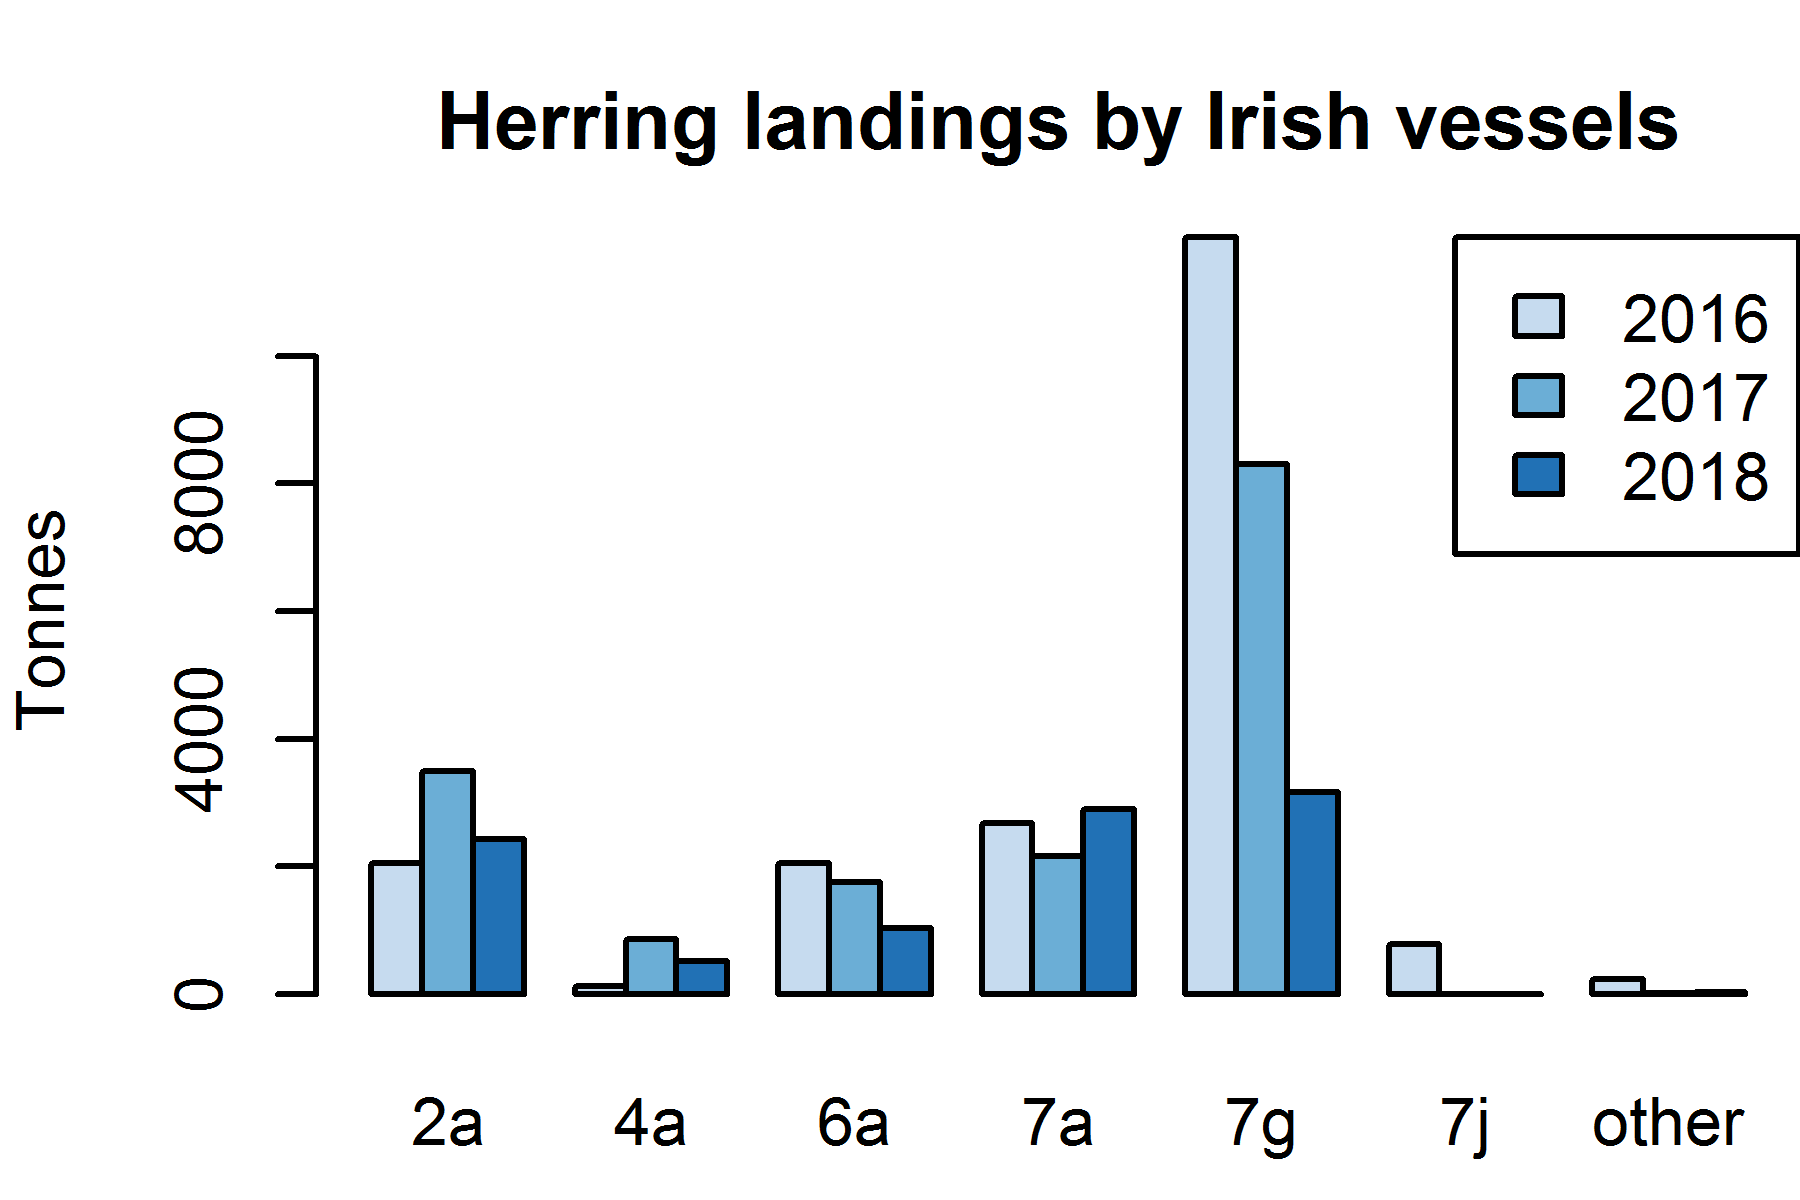 Herring landings by Irish vessels
2016
2017
2018
Tonnes
8000
4000
0
2a 4a 6a 7a 7g 7j other